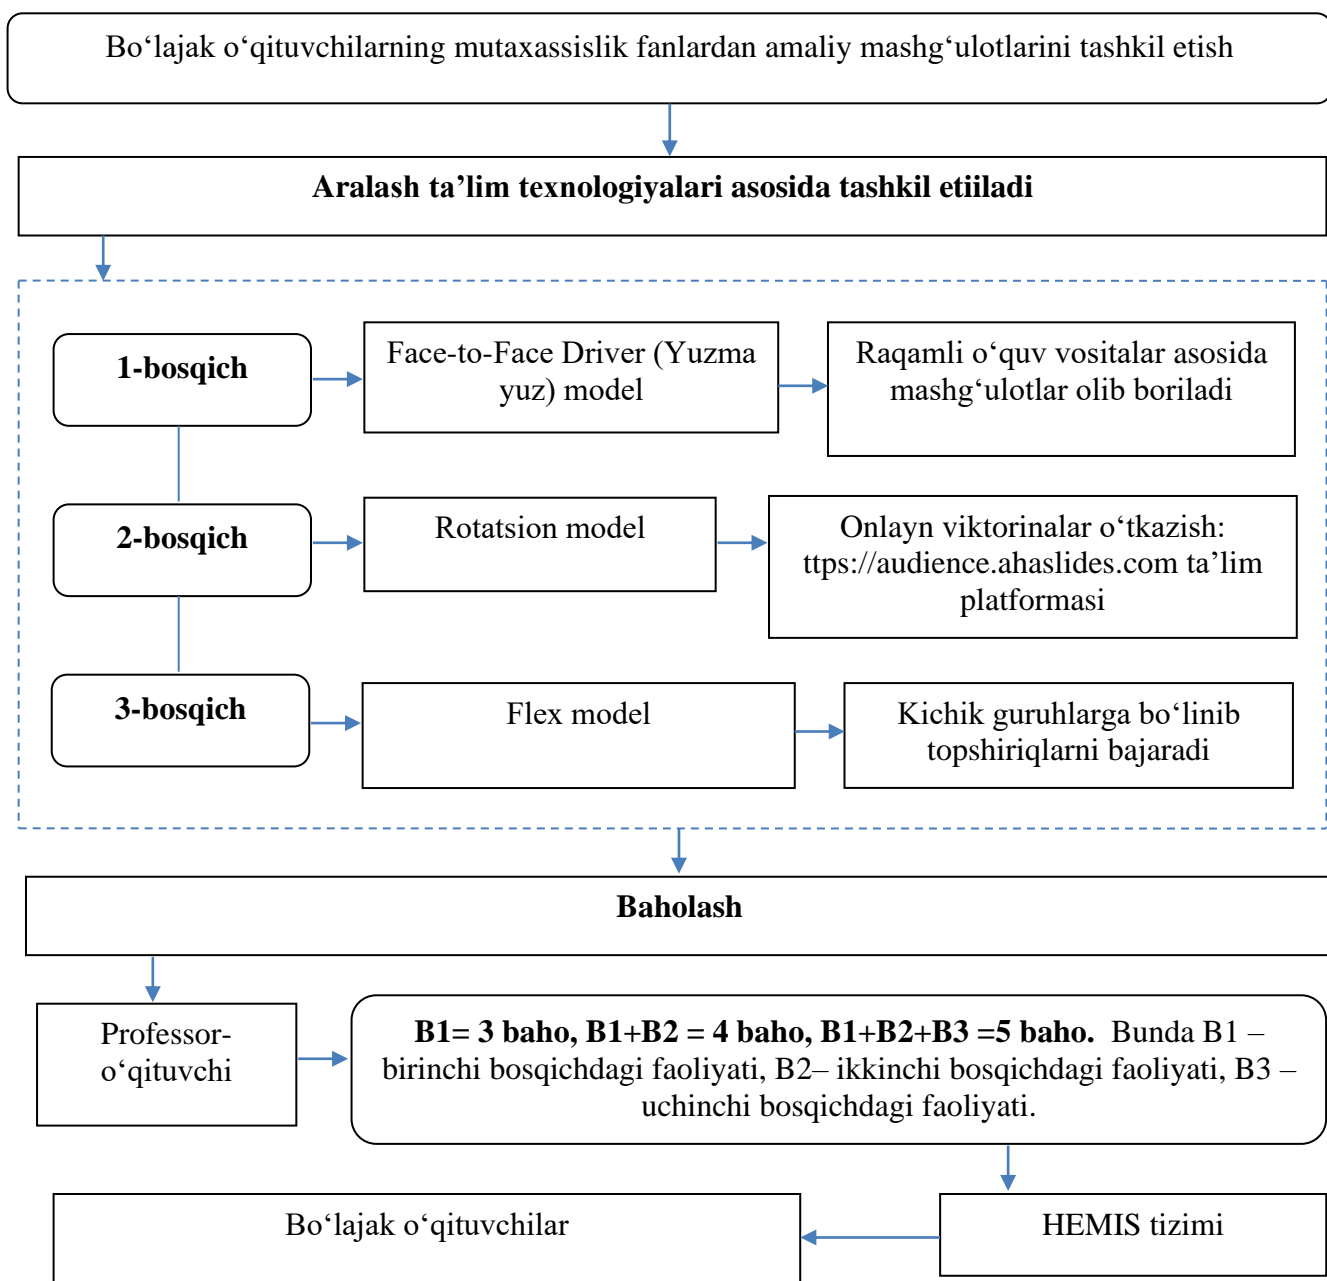 Bo‘lajak o‘qituvchilarning mutaxassislik fanlardan amaliy mashg‘ulotlarini tashkil etish
Aralash ta’lim texnologiyalari asosida tashkil etiiladi
1-bosqich
Face-to-Face Driver (Yuzma
yuz) model
Raqamli o‘quv vositalar asosida
mashg‘ulotlar olib boriladi
2-bosqich
Rotatsion model
Onlayn viktorinalar o‘tkazish:
ttps://audience.ahaslides.com ta’lim
platformasi
3-bosqich
Flex model
Kichik guruhlarga bo‘linib
topshiriqlarni bajaradi
Baholash
Professor-
o‘qituvchi
B1= 3 baho, B1+B2 = 4 baho, B1+B2+B3 =5 baho. Bunda B1 –
birinchi bosqichdagi faoliyati, B2– ikkinchi bosqichdagi faoliyati, B3 –
uchinchi bosqichdagi faoliyati.
Bo‘lajak o‘qituvchilar
HEMIS tizimi